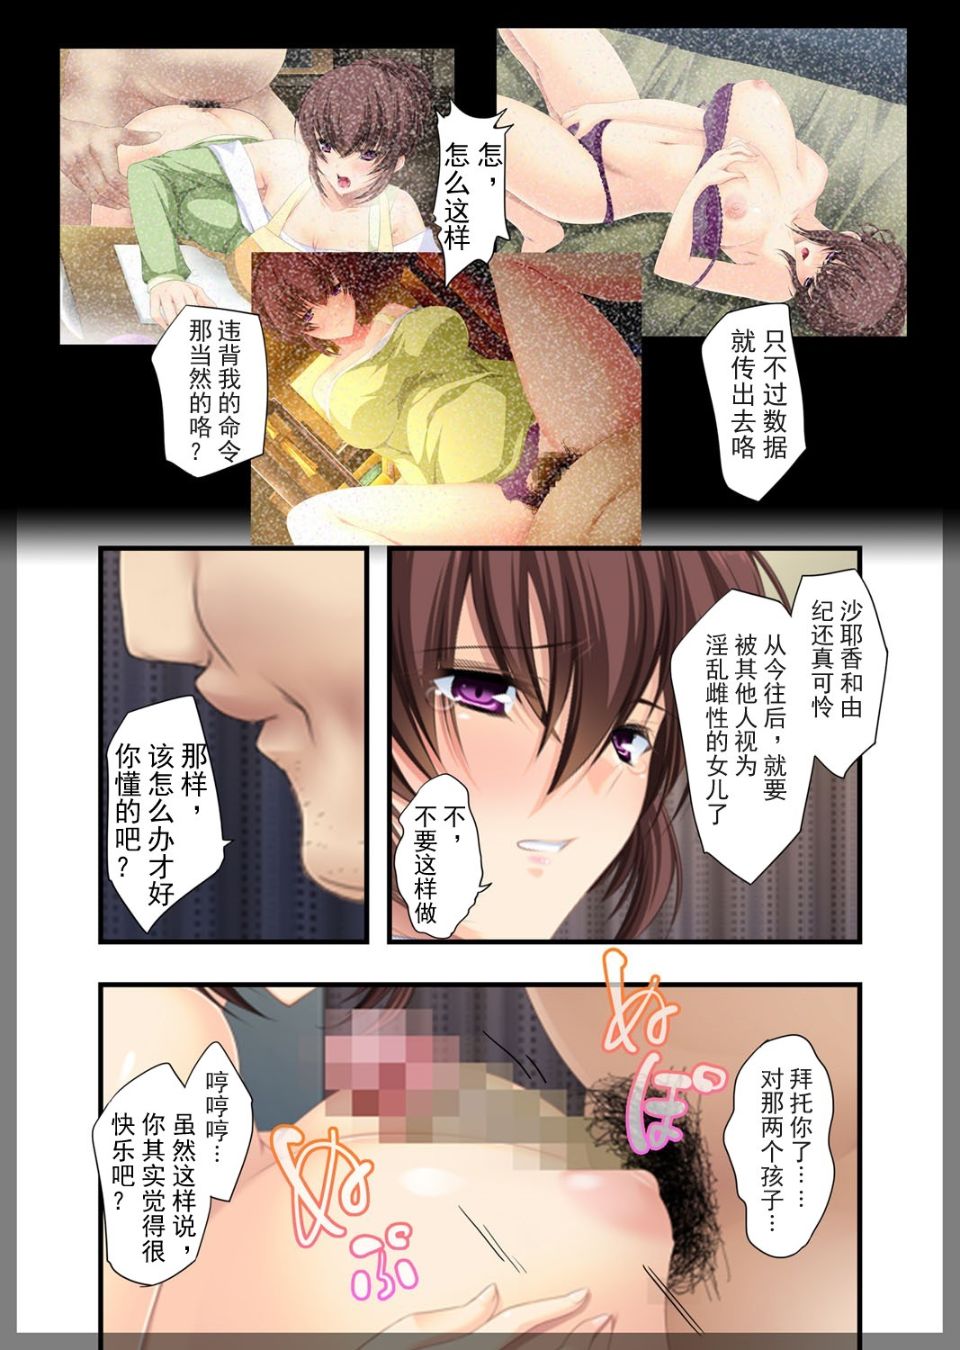 怎，
怎么这样
只不过数据
就传出去咯
违背我的命令
那当然的咯？
沙耶香和由
纪还真可怜
从今往后，就要
被其他人视为
淫乱雌性的女儿了
不，
不要这样做
那样，
该怎么办才好
你懂的吧？
拜托你了……
对那两个孩子…
ぬぽ
哼哼哼…
虽然这样说，
你其实觉得很
快乐吧？
ぬぷ